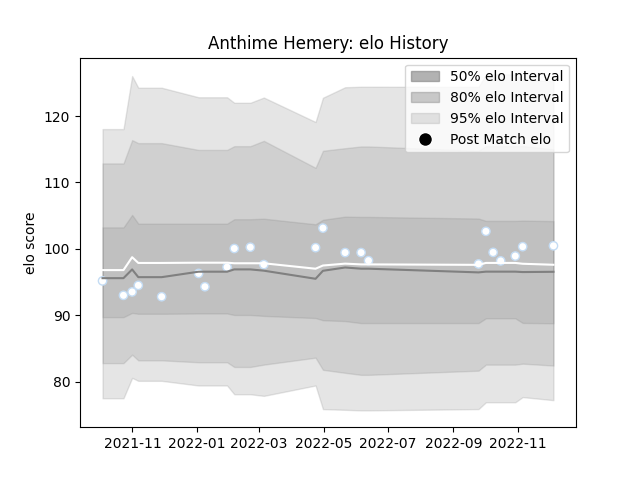 Anthime Hemery: elo History
50% elo Interval
80% elo Interval
95% elo Interval
Post Match elo
elo score
120
110
100
90
80
2021-11 2022-01 2022-03 2022-05 2022-07 2022-09 2022-11